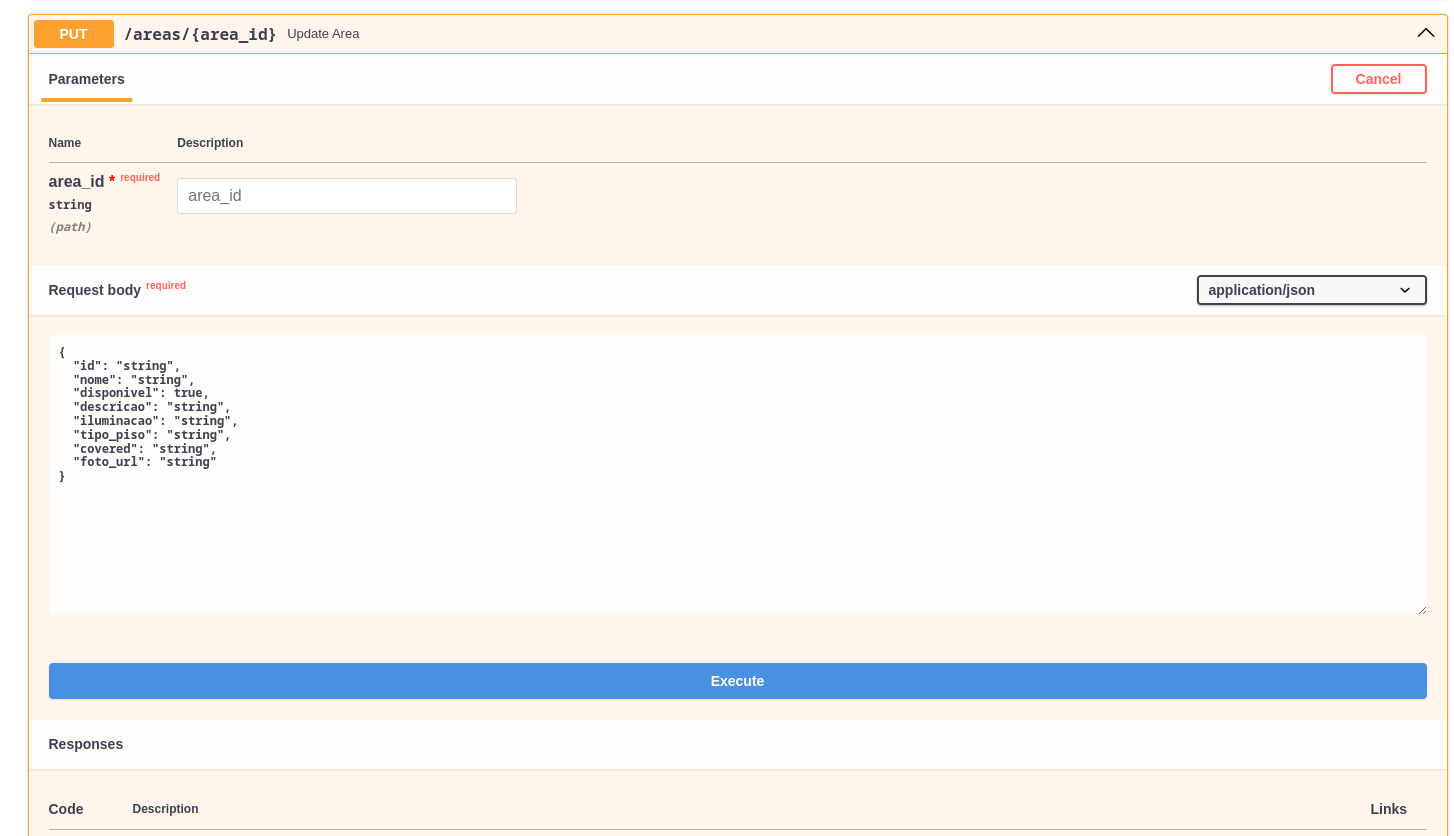 PUT /areas/{area_id} Update Area
Parameters
Cancel
Name Description
area_id * required
string
(path)
area_id
Request body required
application/json
{
  "id": "string",
  "nome": "string",
  "disponivel": true,
  "descricao": "string",
  "iluminacao": "string",
  "tipo_piso": "string",
  "covered": "string",
  "foto_url": "string"
}
Execute
Responses
Code Description Links